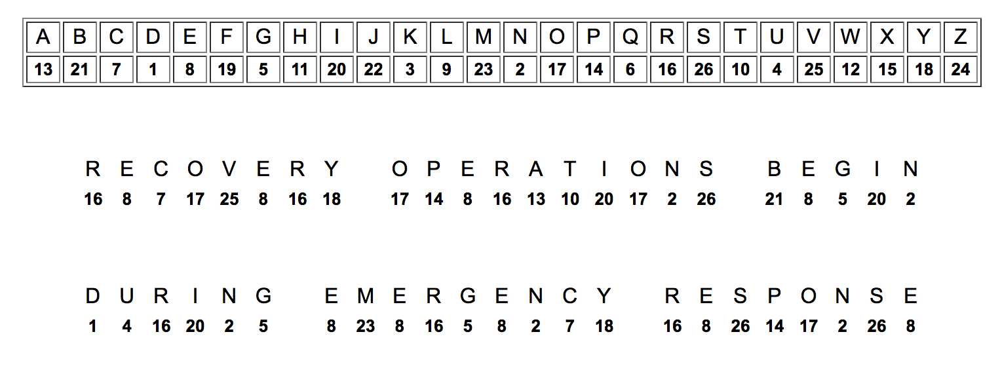 A B C D E F G H I J K L M N O P Q R S T U V W X Y Z
13 21 7 1 8 19 5 11 20 22 3 9 23 2 17 14 6 16 26 10 4 25 12 15 18 24
R E C O V E R Y O P E R A T I O N S B E G I N
16 8 7 17 25 8 16 18 17 14 8 16 13 10 20 17 2 26 21 8 5 20 2
D U R I N G E M E R G E N C Y R E S P O N S E
1 4 16 20 2 5 8 23 8 16 5 8 2 7 18 16 8 26 14 17 2 26 8